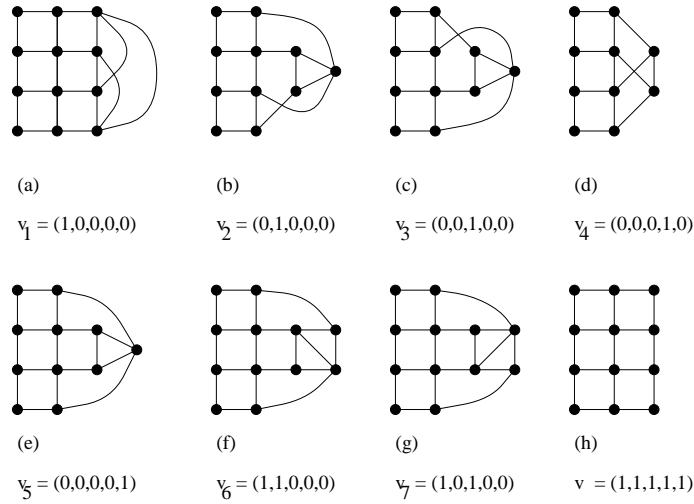 (a) (b) (c) (d)
v1 = (1,0,0,0,0) v2 = (0,1,0,0,0) v3 = (0,0,1,0,0) v4 = (0,0,0,1,0)
(e) (f) (g) (h)
v5 = (0,0,0,0,1) v6 = (1,1,0,0,0) v7 = (1,0,1,0,0) v = (1,1,1,1,1)